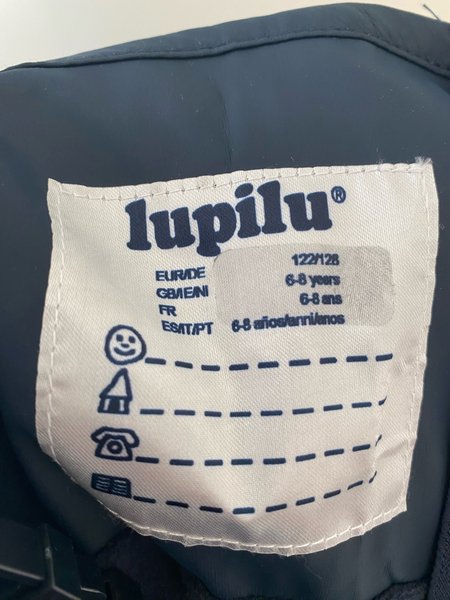 lupilu®
EUR/DE 122/128
GB/IE/NI 6-8 years
FR 6-8 ans
ES/IT/PT 6-8 años/anni/anos